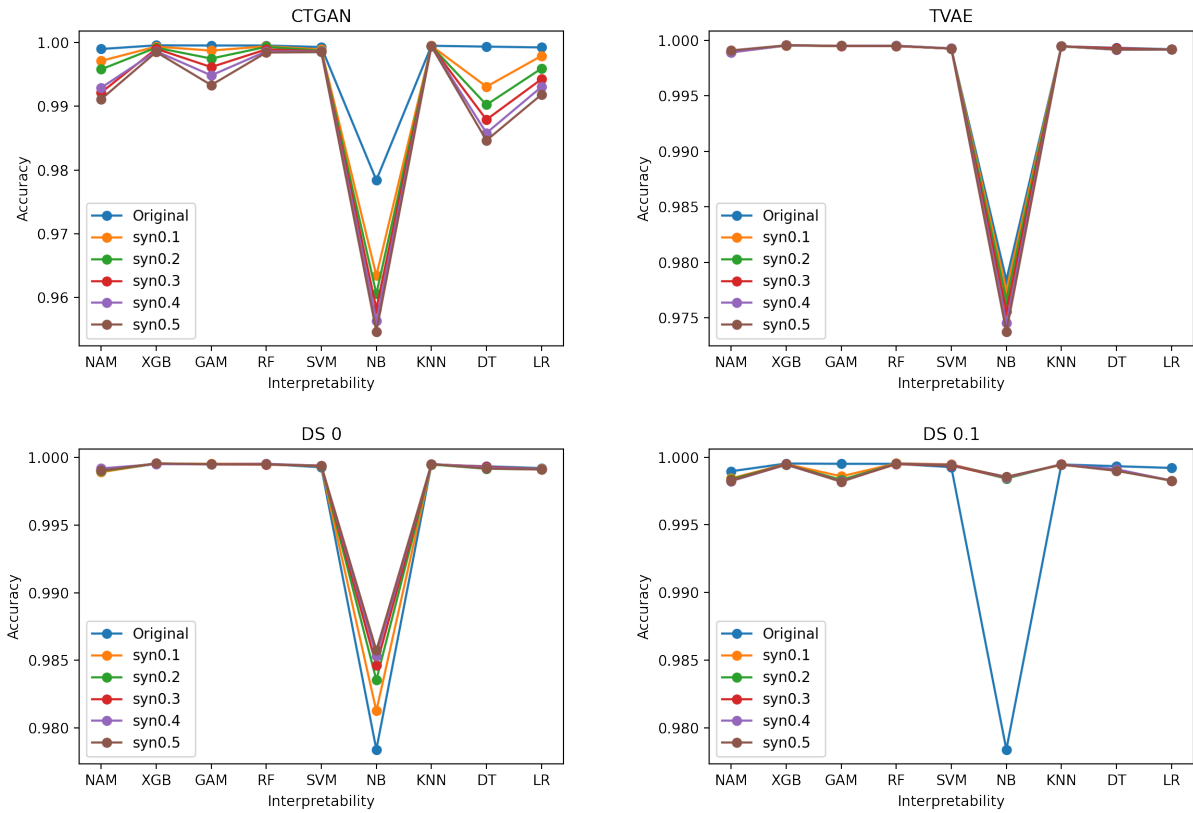 CTGAN
Accuracy
1.00
0.99
0.98
0.97
0.96
Original
syn0.1
syn0.2
syn0.3
syn0.4
syn0.5
NAM XGB GAM RF SVM NB KNN DT LR
Interpretability
TVAE
Accuracy
1.000
0.995
0.990
0.985
0.980
0.975
Original
syn0.1
syn0.2
syn0.3
syn0.4
syn0.5
NAM XGB GAM RF SVM NB KNN DT LR
Interpretability
DS 0
Accuracy
1.000
0.995
0.990
0.985
0.980
Original
syn0.1
syn0.2
syn0.3
syn0.4
syn0.5
NAM XGB GAM RF SVM NB KNN DT LR
Interpretability
DS 0.1
Accuracy
1.000
0.995
0.990
0.985
0.980
Original
syn0.1
syn0.2
syn0.3
syn0.4
syn0.5
NAM XGB GAM RF SVM NB KNN DT LR
Interpretability